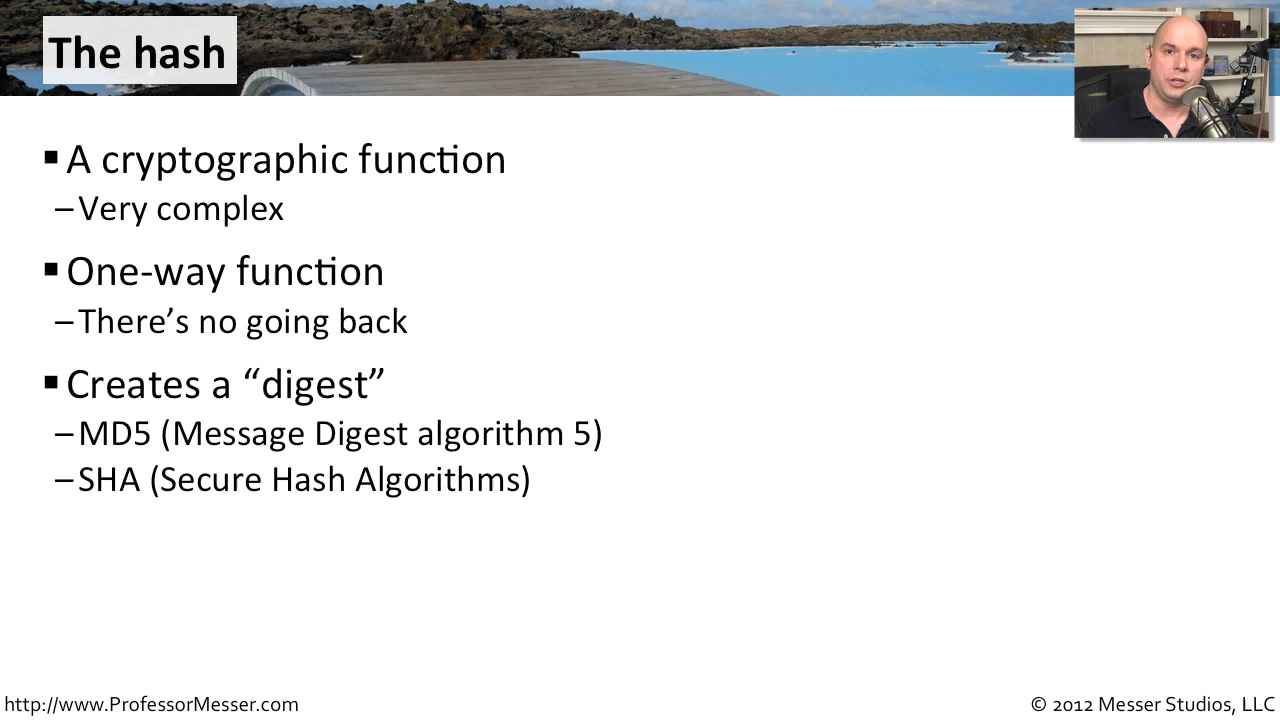 The hash
▪ A cryptographic function
– Very complex
▪ One-way function
– There’s no going back
▪ Creates a “digest”
– MD5 (Message Digest algorithm 5)
– SHA (Secure Hash Algorithms)
http://www.ProfessorMesser.com
© 2012 Messer Studios, LLC